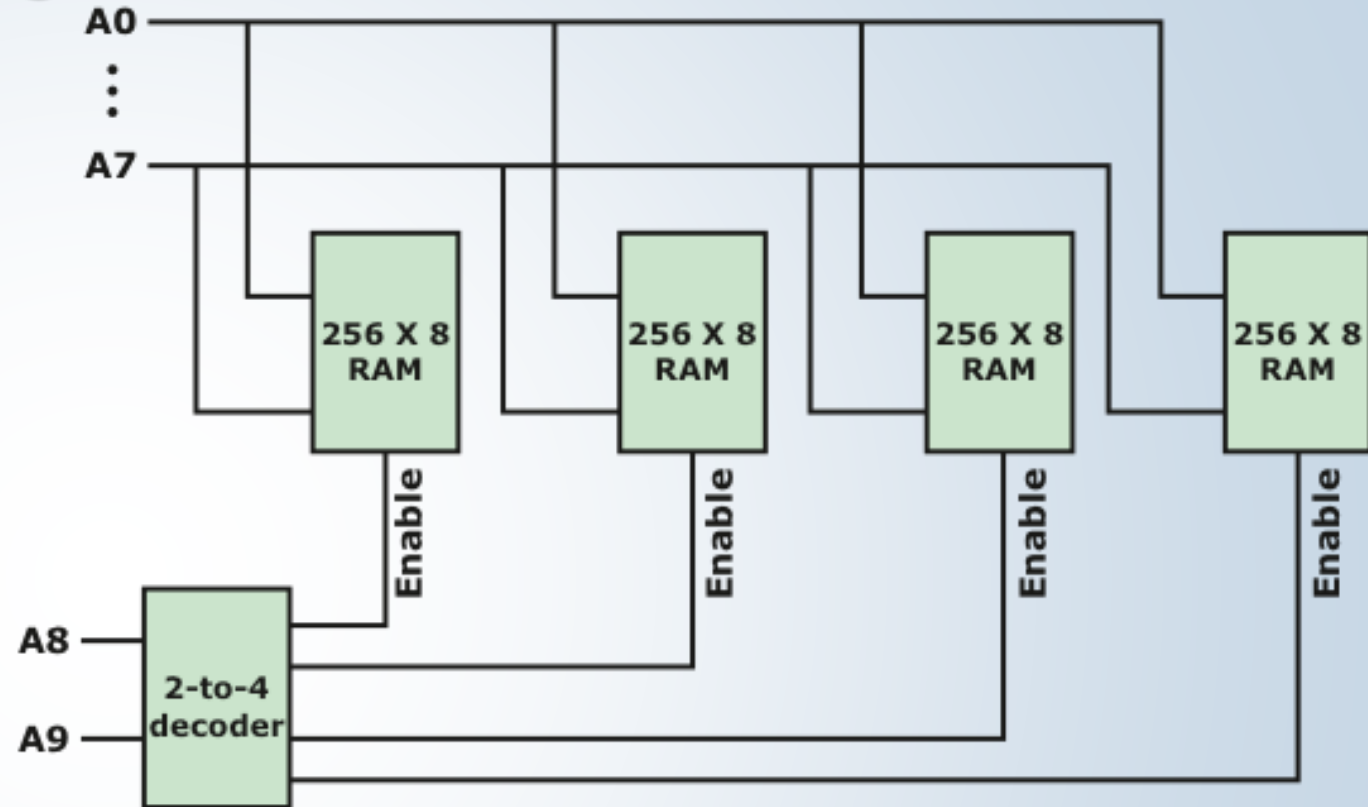 A0
A7
256 X 8
RAM
256 X 8
RAM
256 X 8
RAM
256 X 8
RAM
Enable
Enable
Enable
Enable
A8
2-to-4
decoder
A9